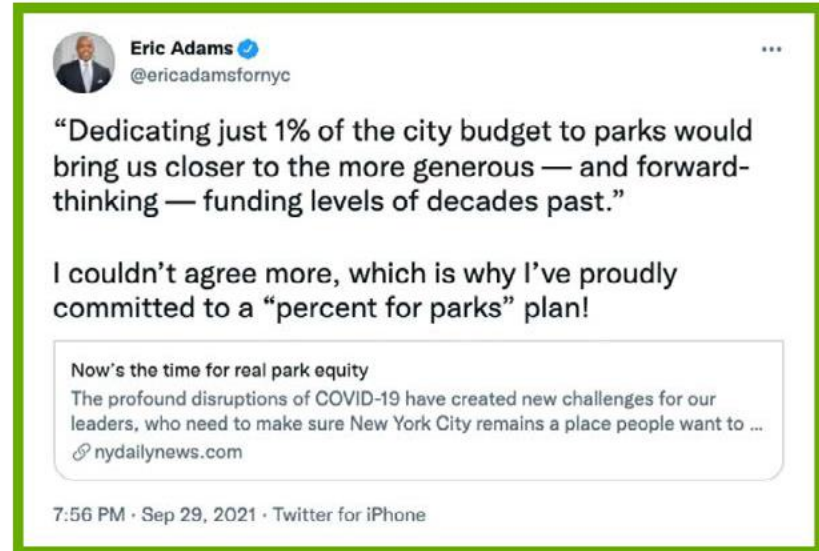 Eric Adams
@ericadamsfornyc
“Dedicating just 1% of the city budget to parks would
bring us closer to the more generous — and forward-
thinking — funding levels of decades past.”
I couldn’t agree more, which is why I’ve proudly
committed to a “percent for parks” plan!
Now’s the time for real park equity
The profound disruptions of COVID-19 have created new challenges for our
leaders, who need to make sure New York City remains a place people want to ...
nydailynews.com
7:56 PM · Sep 29, 2021 · Twitter for iPhone